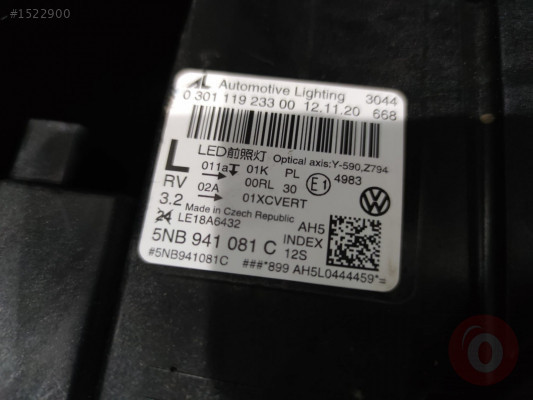 #1522900
AL Automotive Lighting 3044
0 301 119 233 00 12.11.20 668
LED前照灯 Optical axis:Y-590,Z794
L 011a 01K PL E1 4983
00RL 30
RV 02A 01XCVERT
3.2 Made in Czech Republic AH5
24 LE18A6432 INDEX
5NB 941 081 C 12S
#5NB941081C ###*899 AH5L0444459*=